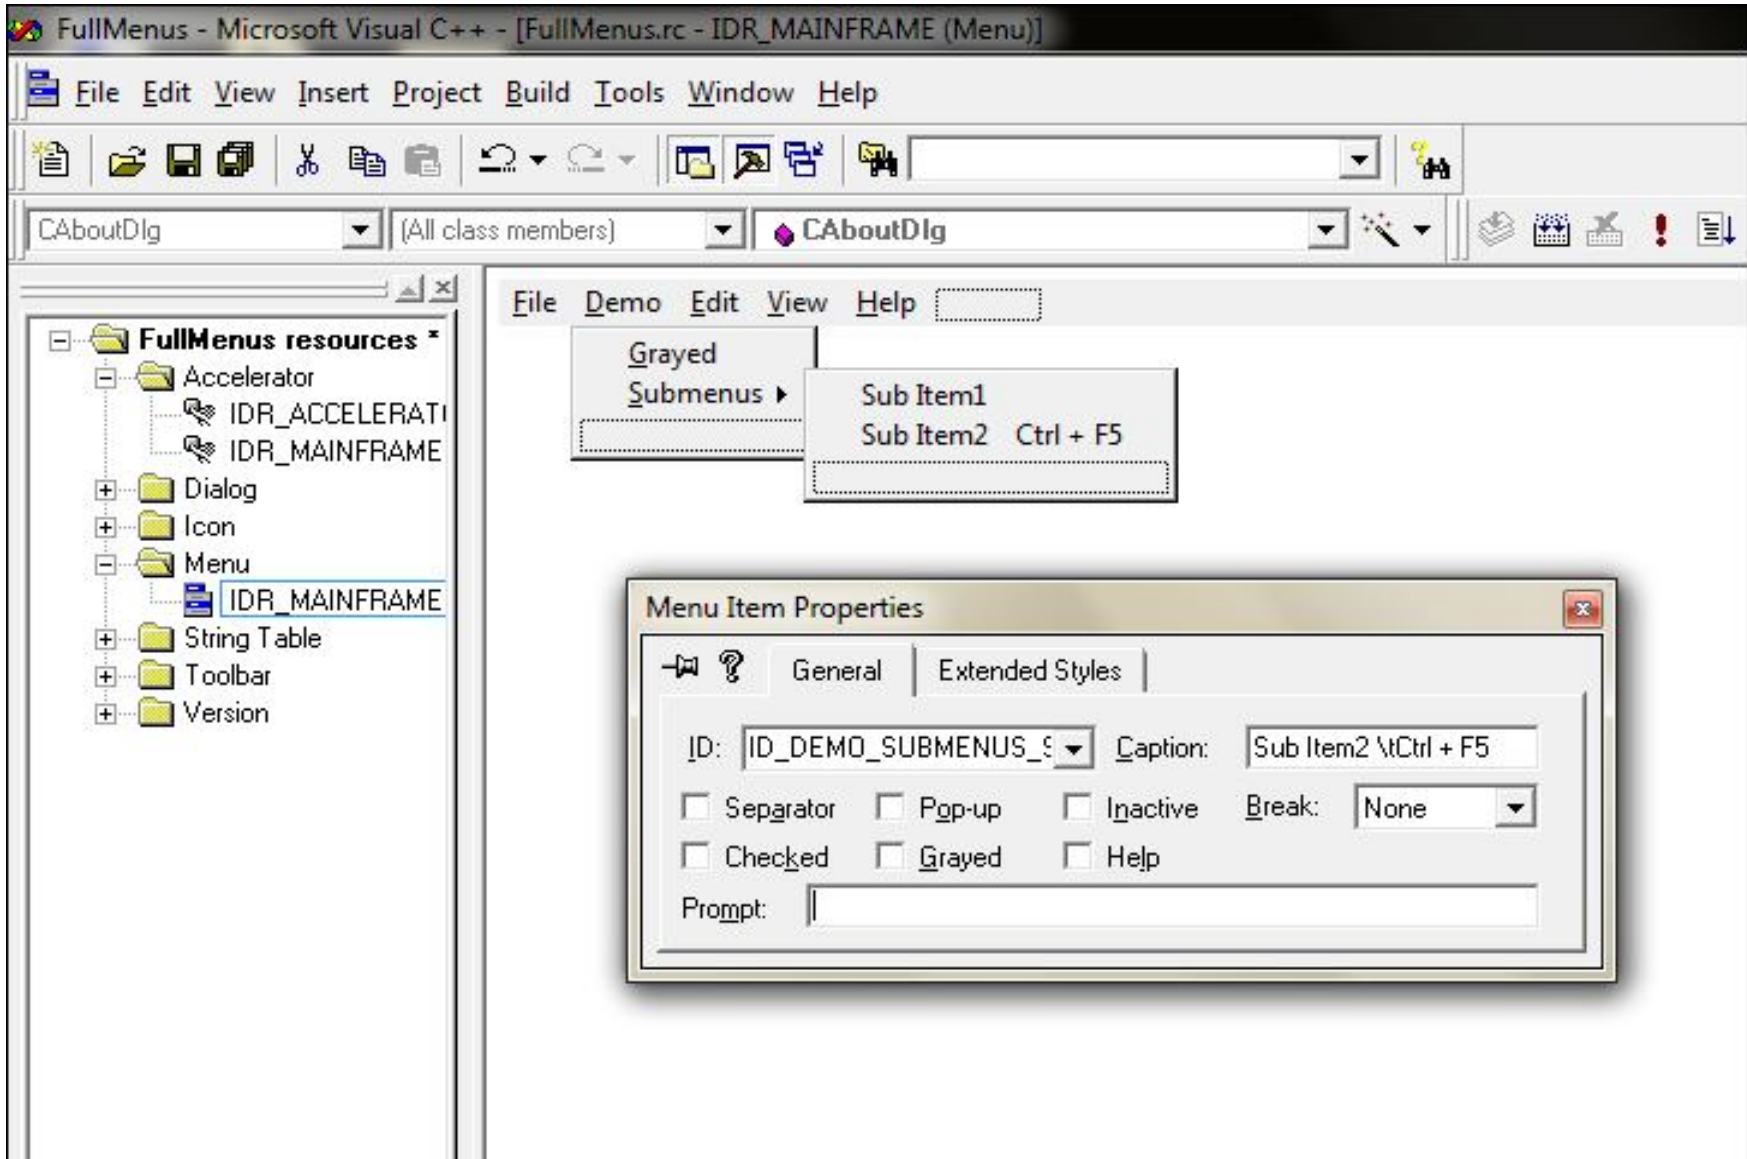 FullMenus - Microsoft Visual C++ - [FullMenus.rc - IDR_MAINFRAME (Menu)]
File Edit View Insert Project Build Tools Window Help
CAboutDlg (All class members) CAboutDlg
FullMenus resources *
Accelerator
IDR_ACCELERAT
IDR_MAINFRAME
Dialog
Icon
Menu
IDR_MAINFRAME
String Table
Toolbar
Version
File Demo Edit View Help
Grayed
Submenus
Sub Item1
Sub Item2 Ctrl + F5
Menu Item Properties
General Extended Styles
ID: ID_DEMO_SUBMENUS_S Caption: Sub Item2 \tCtrl + F5
Separator Pop-up Inactive Break: None
Checked Grayed Help
Prompt: